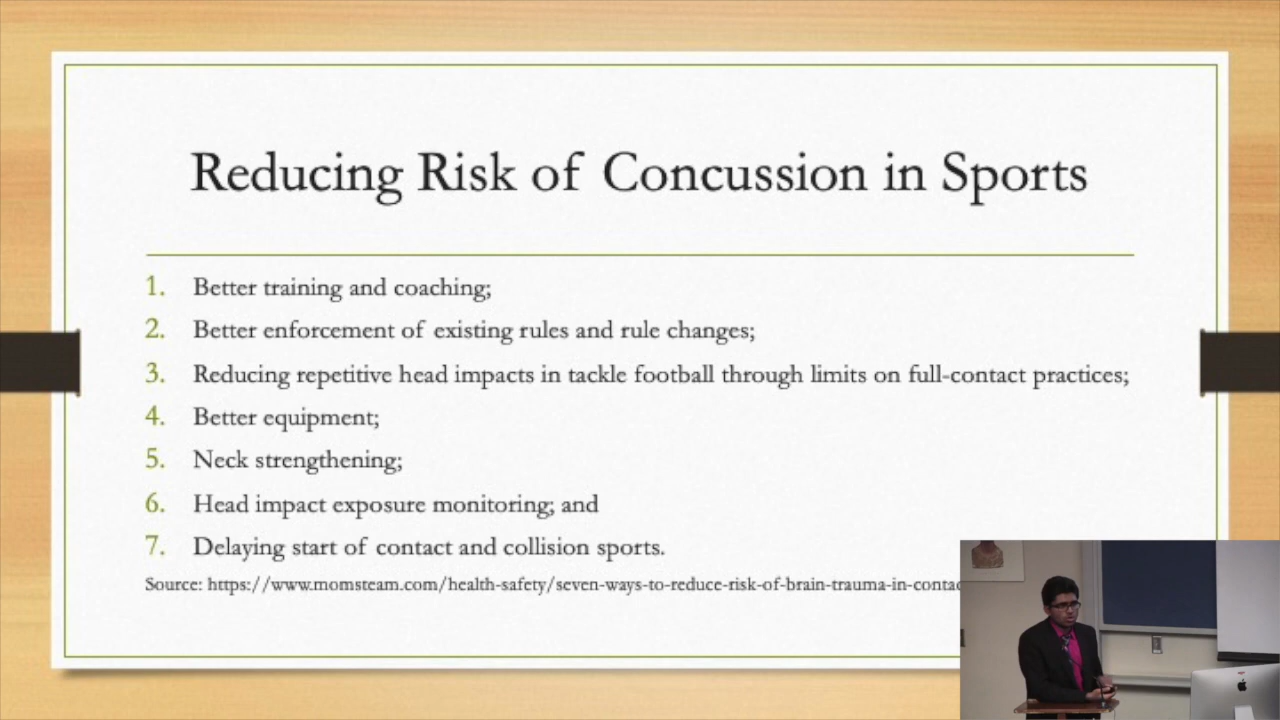 Reducing Risk of Concussion in Sports
1. Better training and coaching;
2. Better enforcement of existing rules and rule changes;
3. Reducing repetitive head impacts in tackle football through limits on full-contact practices;
4. Better equipment;
5. Neck strengthening;
6. Head impact exposure monitoring; and
7. Delaying start of contact and collision sports.
Source: https://www.momsteam.com/health-safety/seven-ways-to-reduce-risk-of-brain-trauma-in-contac